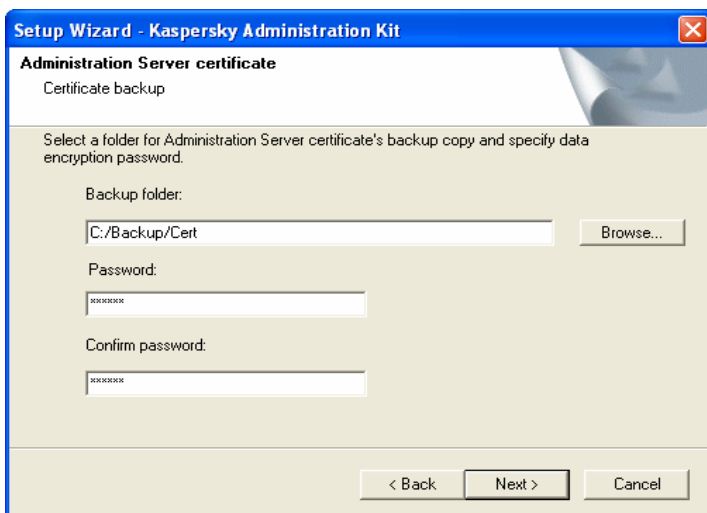 Setup Wizard - Kaspersky Administration Kit
Administration Server certificate
Certificate backup
Select a folder for Administration Server certificate's backup copy and specify data
encryption password.
Backup folder:
C:/Backup/Cert
Browse...
Password:
******
Confirm password:
******
< Back
Next >
Cancel